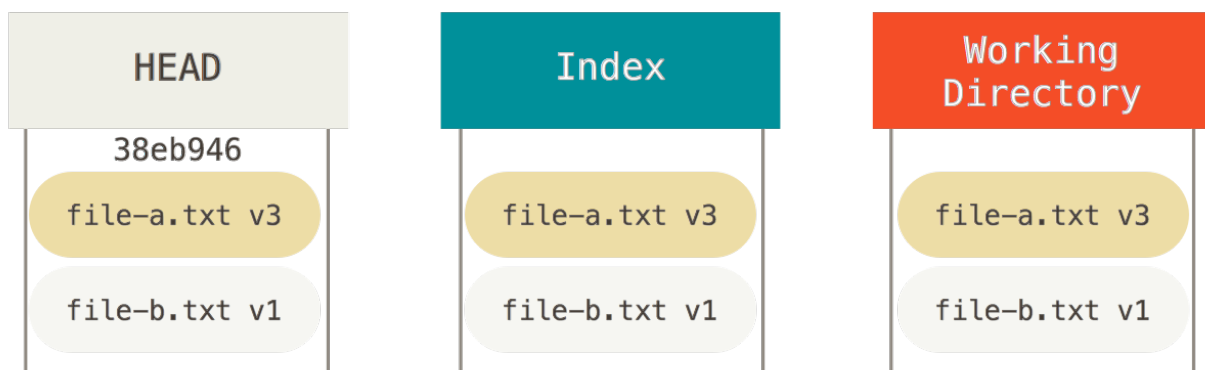 HEAD
Index
Working
Directory
38eb946
file-a.txt v3
file-a.txt v3
file-a.txt v3
file-b.txt v1
file-b.txt v1
file-b.txt v1